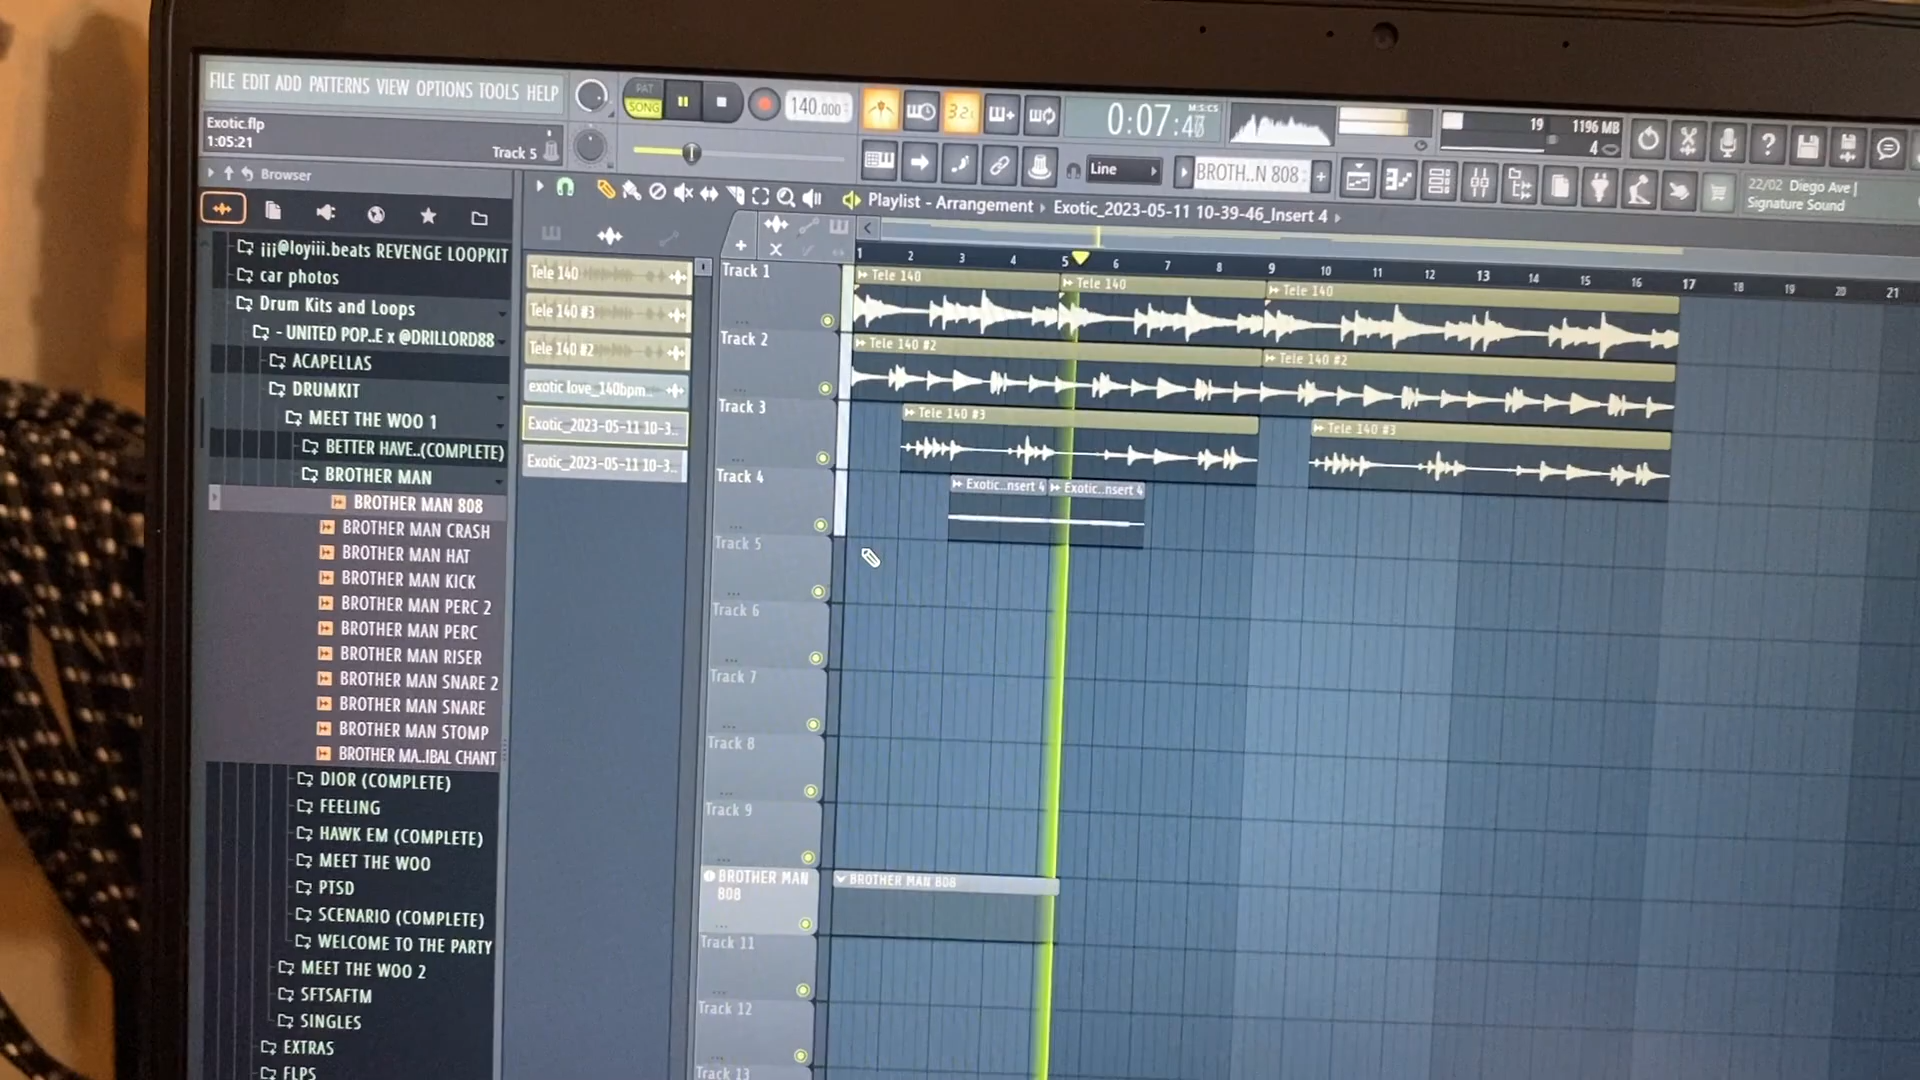 FILE EDIT ADD PATTERNS VIEW OPTIONS TOOLS HELP
PAT
SONG
140.000
3 2 1
0:07:
M:S:CS
19
1196 MB
4
Exotic.flp
1:05:21
Track 5
Line
BROTH..N 808
22/02 Diego Ave |
Signature Sound
Browser
Playlist - Arrangement ▸ Exotic_2023-05-11 10-39-46_Insert 4 ▸
¡¡¡@loyiii.beats REVENGE LOOPKIT
car photos
Drum Kits and Loops
- UNITED POP..E x @DRILLORD88
ACAPELLAS
DRUMKIT
MEET THE WOO 1
BETTER HAVE..(COMPLETE)
BROTHER MAN
BROTHER MAN 808
BROTHER MAN CRASH
BROTHER MAN HAT
BROTHER MAN KICK
BROTHER MAN PERC 2
BROTHER MAN PERC
BROTHER MAN RISER
BROTHER MAN SNARE 2
BROTHER MAN SNARE
BROTHER MAN STOMP
BROTHER MA..IBAL CHANT
DIOR (COMPLETE)
FEELING
HAWK EM (COMPLETE)
MEET THE WOO
PTSD
SCENARIO (COMPLETE)
WELCOME TO THE PARTY
MEET THE WOO 2
SFTSAFTM
SINGLES
EXTRAS
FLPS
Tele 140
Tele 140 #3
Tele 140 #2
exotic love_140bpm..
Exotic_2023-05-11 10-3..
Exotic_2023-05-11 10-3..
1 2 3 4 5 6 7 8 9 10 11 12 13 14 15 16 17 18 19 20 21
Track 1
Tele 140
Tele 140
Tele 140
Track 2
Tele 140 #2
Tele 140 #2
Track 3
Tele 140 #3
Tele 140 #3
Track 4
Exotic..nsert 4
Exotic..nsert 4
Track 5
Track 6
Track 7
Track 8
Track 9
BROTHER MAN
808
BROTHER MAN 808
Track 11
Track 12
Track 13